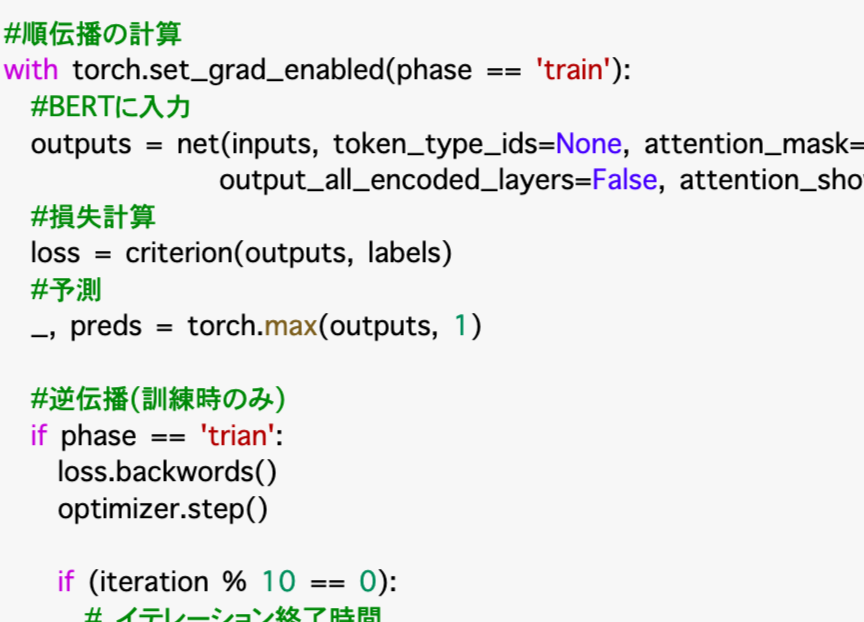 #順伝播の計算
with torch.set_grad_enabled(phase == 'train'):
#BERTに入力
outputs = net(inputs, token_type_ids=None, attention_mask=
output_all_encoded_layers=False, attention_sho
#損失計算
loss = criterion(outputs, labels)
#予測
_, preds = torch.max(outputs, 1)
#逆伝播(訓練時のみ)
if phase == 'trian':
loss.backwords()
optimizer.step()
if (iteration % 10 == 0):
# イテレーション終了時間